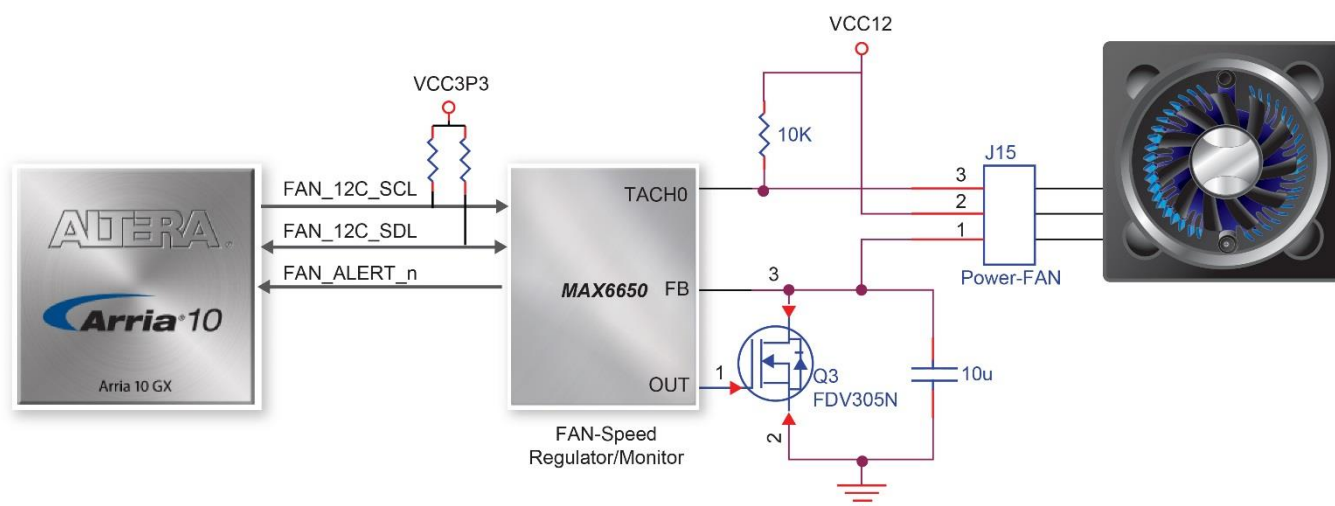 VCC12
VCC3P3
10K
J15
3
2
1
Power-FAN
FAN_12C_SCL
FAN_12C_SDL
FAN_ALERT_n
ALTERA
Arria 10
Arria 10 GX
TACH0
MAX6650
FB
OUT
FAN-Speed
Regulator/Monitor
3
1
2
Q3
FDV305N
10u